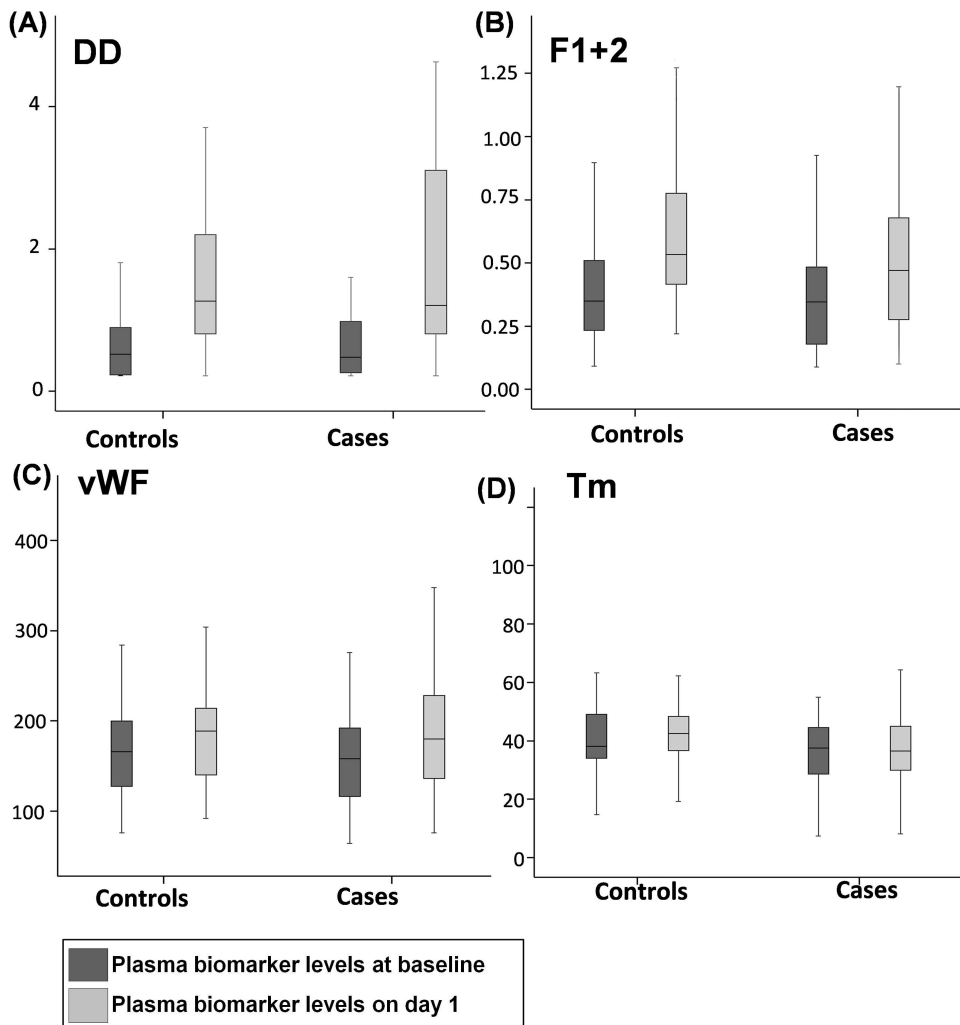 (A)
DD
4
2
0
Controls Cases
(B)
F1+2
1.25
1.00
0.75
0.50
0.25
0.00
Controls Cases
(C)
vWF
400
300
200
100
Controls Cases
(D)
Tm
100
80
60
40
20
0
Controls Cases
Plasma biomarker levels at baseline
Plasma biomarker levels on day 1